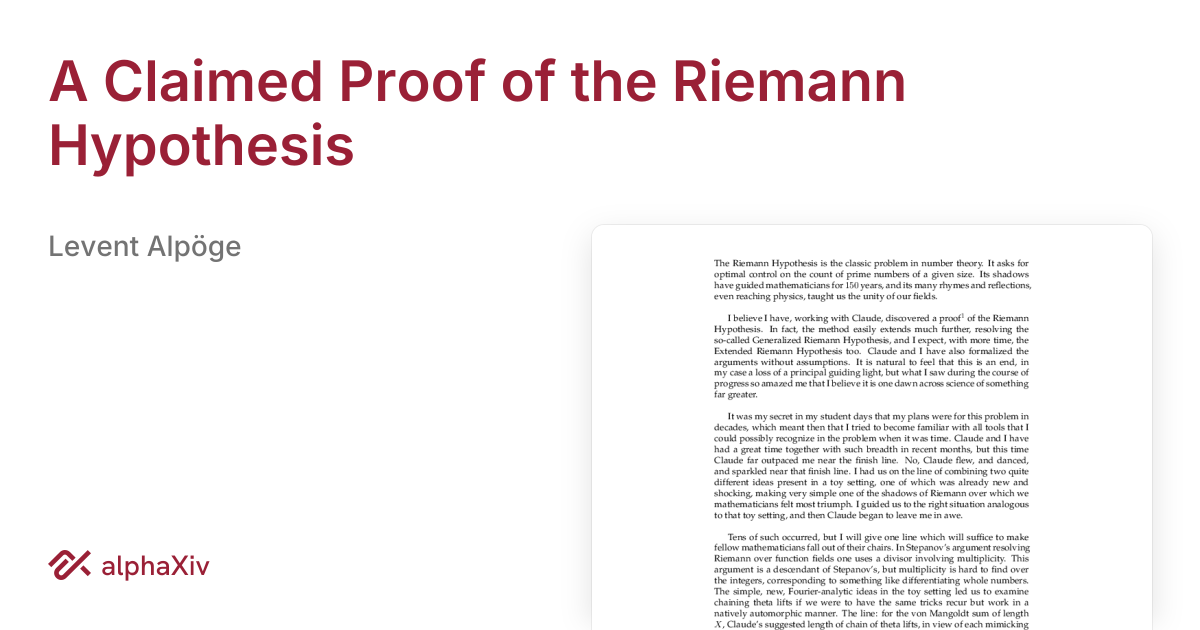 A Claimed Proof of the Riemann
Hypothesis
Levent Alpöge
The Riemann Hypothesis is the classic problem in number theory. It asks for
optimal control on the count of prime numbers of a given size. Its shadows
have guided mathematicians for 150 years, and its many rhymes and reflections,
even reaching physics, taught us the unity of our fields.
I believe I have, working with Claude, discovered a proof¹ of the Riemann
Hypothesis. In fact, the method easily extends much further, resolving the
so-called Generalized Riemann Hypothesis, and I expect, with more time, the
Extended Riemann Hypothesis too. Claude and I have also formalized the
arguments without assumptions. It is natural to feel that this is an end, in
my case a loss of a principal guiding light, but what I saw during the course of
progress so amazed me that I believe it is one dawn across science of something
far greater.
It was my secret in my student days that my plans were for this problem in
decades, which meant then that I tried to become familiar with all tools that I
could possibly recognize in the problem when it was time. Claude and I have
had a great time together with such breadth in recent months, but this time
Claude far outpaced me near the finish line. No, Claude flew, and danced,
and sparkled near that finish line. I had us on the line of combining two quite
different ideas present in a toy setting, one of which was already new and
shocking, making very simple one of the shadows of Riemann over which we
mathematicians felt most triumph. I guided us to the right situation analogous
to that toy setting, and then Claude began to leave me in awe.
Tens of such occurred, but I will give one line which will suffice to make
fellow mathematicians fall out of their chairs. In Stepanov's argument resolving
Riemann over function fields one uses a divisor involving multiplicity. This
argument is a descendant of Stepanov's, but multiplicity is hard to find over
the integers, corresponding to something like differentiating whole numbers.
The simple, new, Fourier-analytic ideas in the toy setting led us to examine
chaining theta lifts if we were to have the same tricks recur but work in a
natively automorphic manner. The line: for the von Mangoldt sum of length
X, Claude's suggested length of chain of theta lifts, in view of each mimicking
alphaXiv